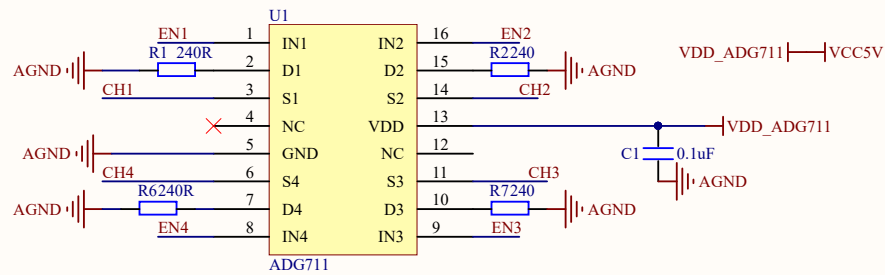 U1
EN1 1 IN1 IN2 16 EN2
R1 240R 2 D1 D2 15 R2240
AGND AGND
CH1 3 S1 S2 14 CH2
4 NC VDD 13 VDD_ADG711
AGND 5 GND NC 12 C1 0.1uF
CH4 6 S4 S3 11 CH3 AGND
R6240R 7 D4 D3 10 R7240
AGND AGND
EN4 8 IN4 IN3 9 EN3
ADG711
VDD_ADG711 VCC5V